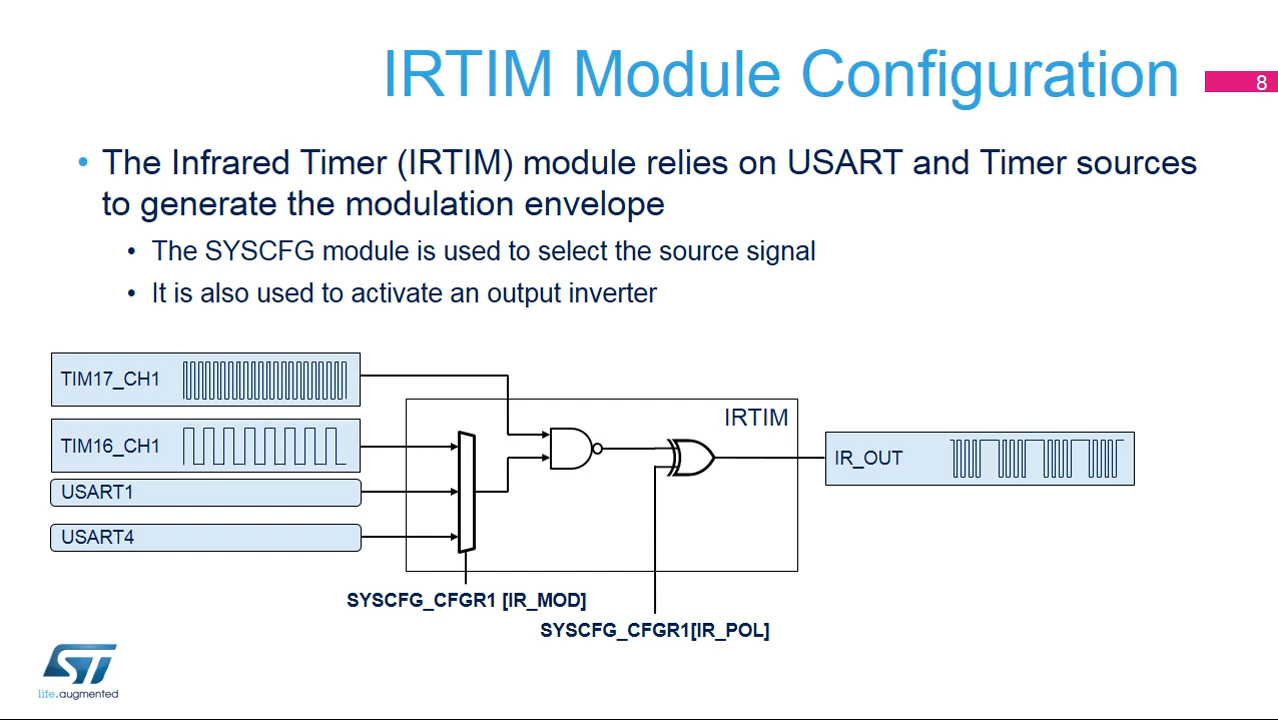 IRTIM Module Configuration
8
• The Infrared Timer (IRTIM) module relies on USART and Timer sources
to generate the modulation envelope
• The SYSCFG module is used to select the source signal
• It is also used to activate an output inverter
TIM17_CH1
IRTIM
TIM16_CH1
IR_OUT
USART1
USART4
SYSCFG_CFGR1 [IR_MOD]
SYSCFG_CFGR1[IR_POL]
ST
life.augmented